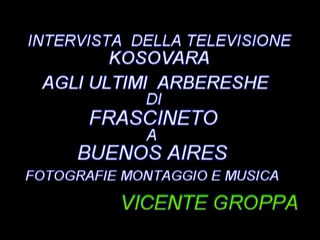 INTERVISTA DELLA TELEVISIONE
KOSOVARA
AGLI ULTIMI ARBERESHE
DI
FRASCINETO
A
BUENOS AIRES
FOTOGRAFIE MONTAGGIO E MUSICA
VICENTE GROPPA